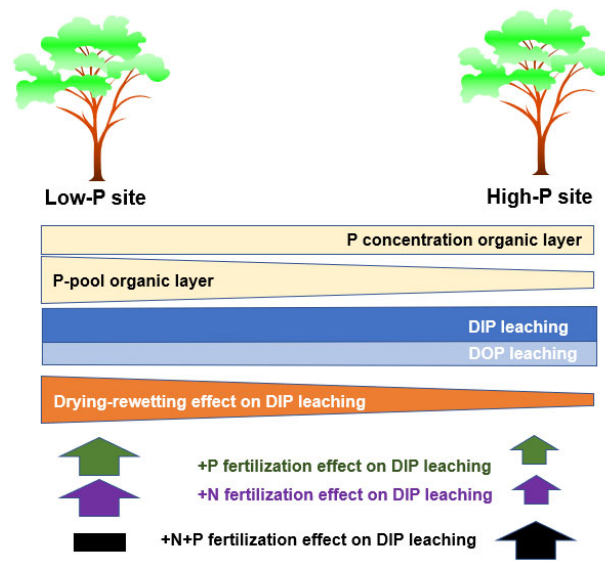 Low-P site
High-P site
P concentration organic layer
P-pool organic layer
DIP leaching
DOP leaching
Drying-rewetting effect on DIP leaching
+P fertilization effect on DIP leaching
+N fertilization effect on DIP leaching
+N+P fertilization effect on DIP leaching